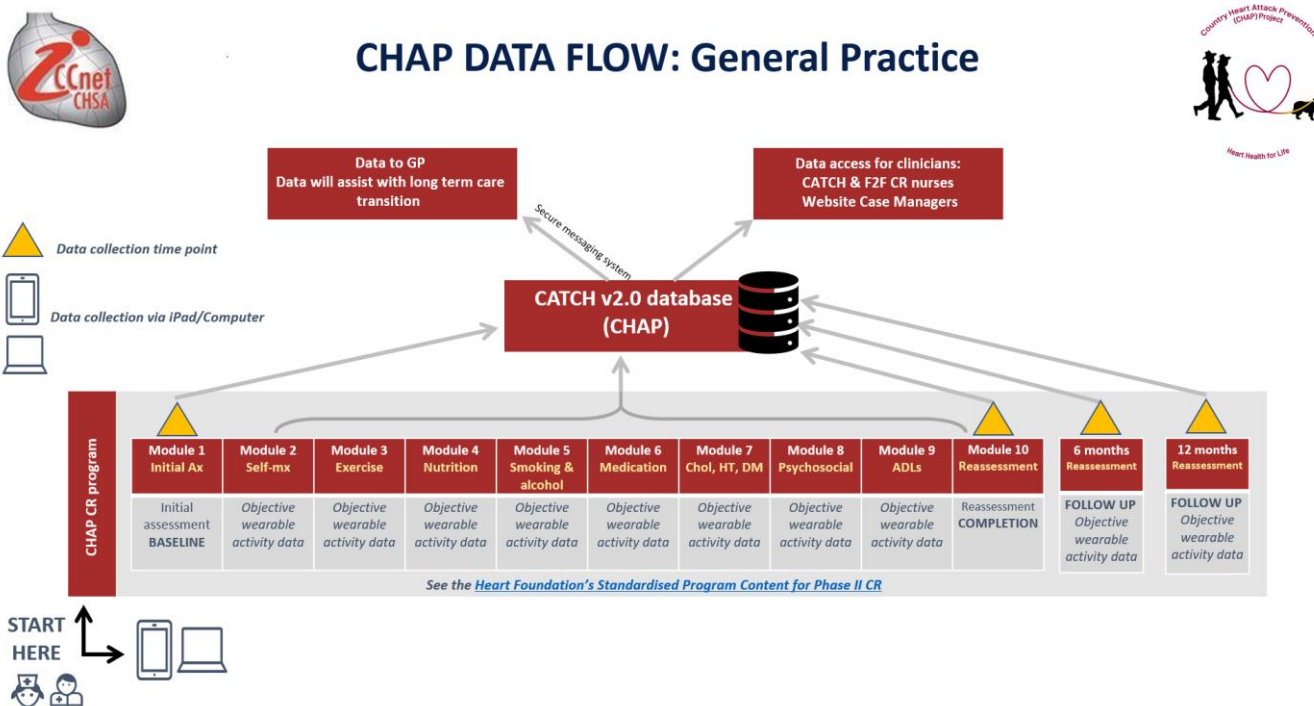 iCCnet
CHSA
CHAP DATA FLOW: General Practice
Country Heart Attack Prevention
(CHAP) Project
Heart Health for Life
Data to GP
Data will assist with long term care
transition
Data access for clinicians:
CATCH & F2F CR nurses
Website Case Managers
Secure messaging system
Data collection time point
Data collection via iPad/Computer
CATCH v2.0 database
(CHAP)
CHAP CR program
Module 1
Initial Ax
Initial
assessment
BASELINE
Module 2
Self-mx
Objective
wearable
activity data
Module 3
Exercise
Objective
wearable
activity data
Module 4
Nutrition
Objective
wearable
activity data
Module 5
Smoking &
alcohol
Objective
wearable
activity data
Module 6
Medication
Objective
wearable
activity data
Module 7
Chol, HT, DM
Objective
wearable
activity data
Module 8
Psychosocial
Objective
wearable
activity data
Module 9
ADLs
Objective
wearable
activity data
Module 10
Reassessment
Reassessment
COMPLETION
6 months
Reassessment
FOLLOW UP
Objective
wearable
activity data
12 months
Reassessment
FOLLOW UP
Objective
wearable
activity data
See the Heart Foundation's Standardised Program Content for Phase II CR
START
HERE